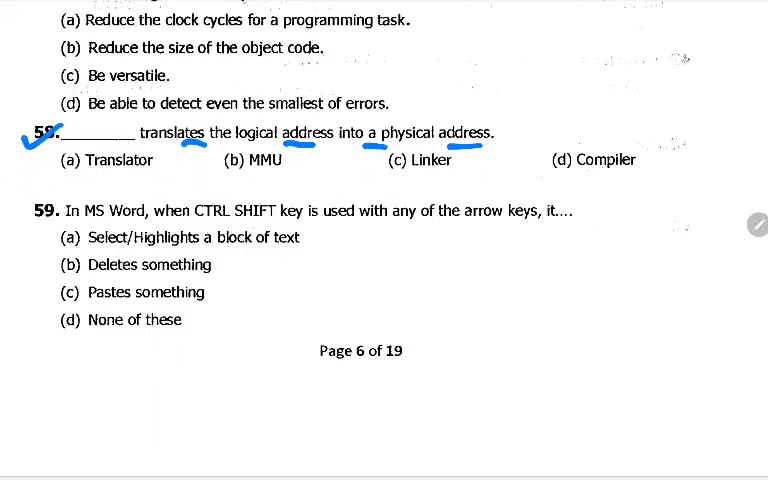 (a) Reduce the clock cycles for a programming task.
(b) Reduce the size of the object code.
(c) Be versatile.
(d) Be able to detect even the smallest of errors.
58.________ translates the logical address into a physical address.
(a) Translator (b) MMU (c) Linker (d) Compiler
59. In MS Word, when CTRL SHIFT key is used with any of the arrow keys, it....
(a) Select/Highlights a block of text
(b) Deletes something
(c) Pastes something
(d) None of these
Page 6 of 19